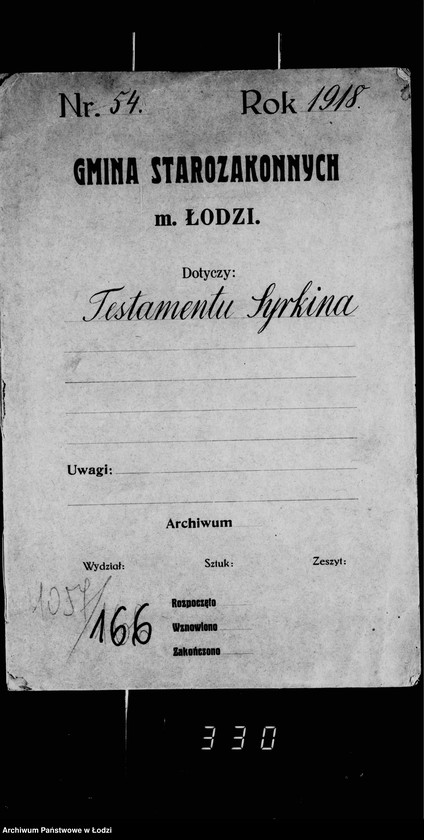 Nr. 54. Rok 1918.
GMINA STAROZAKONNYCH
m. ŁODZI.
Dotyczy:
Testamentu Syrkina
Uwagi:
Archiwum
Wydział: Sztuk: Zeszyt:
1057/
166
Rozpoczęto
Wznowiono
Zakończono
330
Archiwum Państwowe w Łodzi